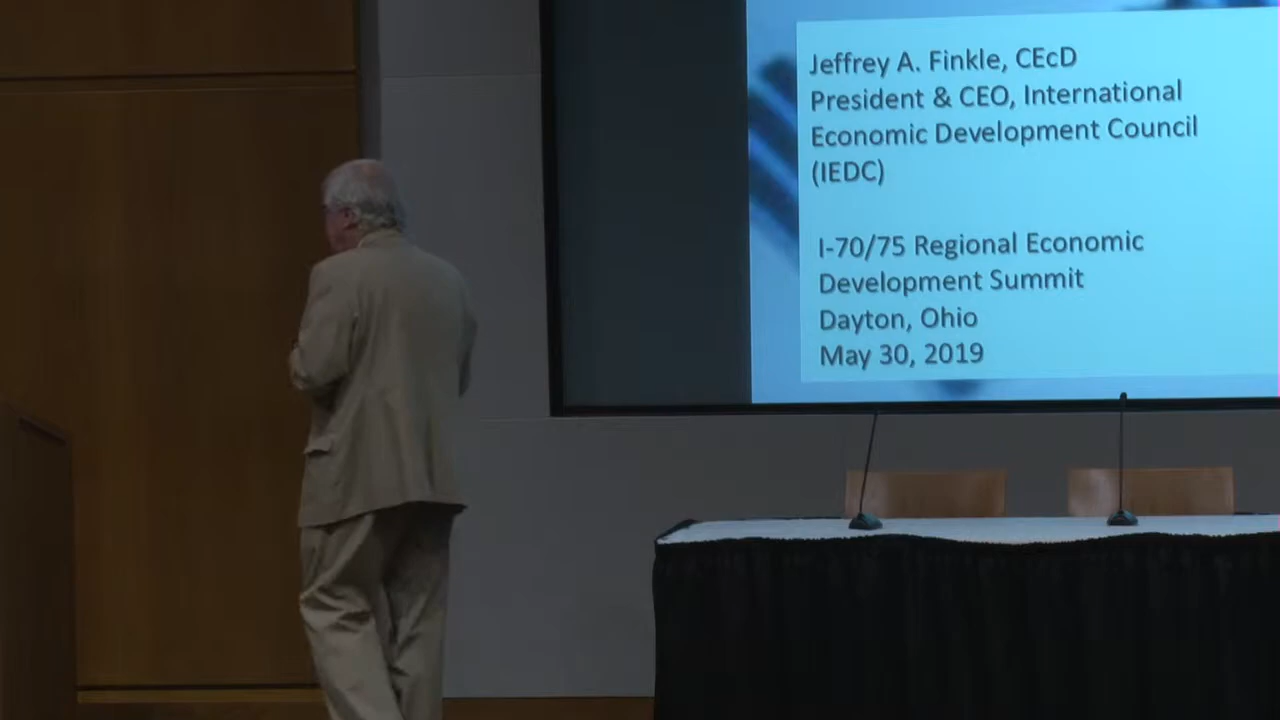 Jeffrey A. Finkle, CEcD
President & CEO, International
Economic Development Council
(IEDC)
I-70/75 Regional Economic
Development Summit
Dayton, Ohio
May 30, 2019